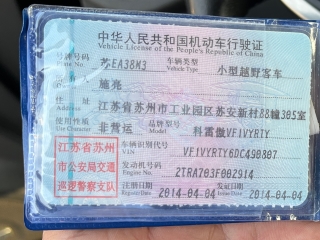 中华人民共和国机动车行驶证
Vehicle License of the People's Republic of China
号牌号码 苏EA38M3 车辆类型 小型越野客车
Plate No. Vehicle Type
所有人 施亮
Owner
住址 江苏省苏州市工业园区苏安新村88幢305室
Address
使用性质 非营运 品牌型号 科雷傲VF1VYRTY
Use Character Model
江苏省苏州市公安局交通巡逻警察支队
车辆识别代号 VF1VYRTY6DC490807
VIN
发动机号码 2TRA703F002914
Engine No.
注册日期 2014-04-04 发证日期 2014-04-04
Register Date Issue Date